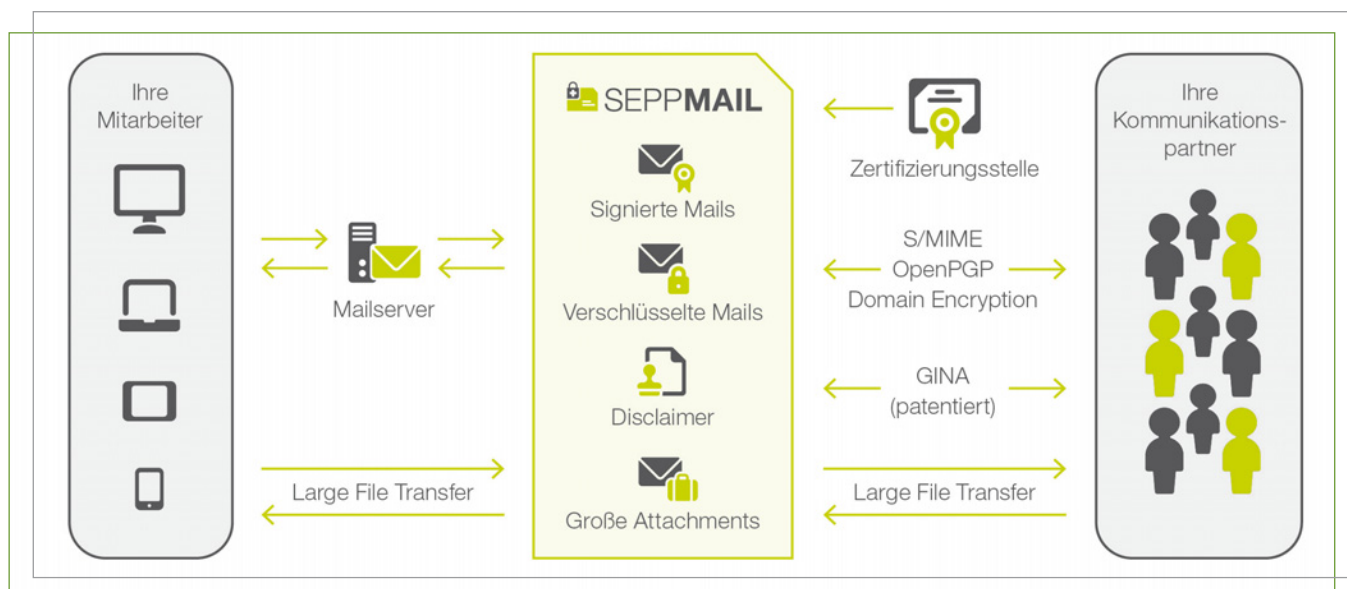 Ihre
Mitarbeiter
Mailserver
Large File Transfer
SEPPMAIL
Signierte Mails
Verschlüsselte Mails
Disclaimer
Große Attachments
Zertifizierungsstelle
S/MIME
OpenPGP
Domain Encryption
GINA
(patentiert)
Large File Transfer
Ihre
Kommunikations-
partner